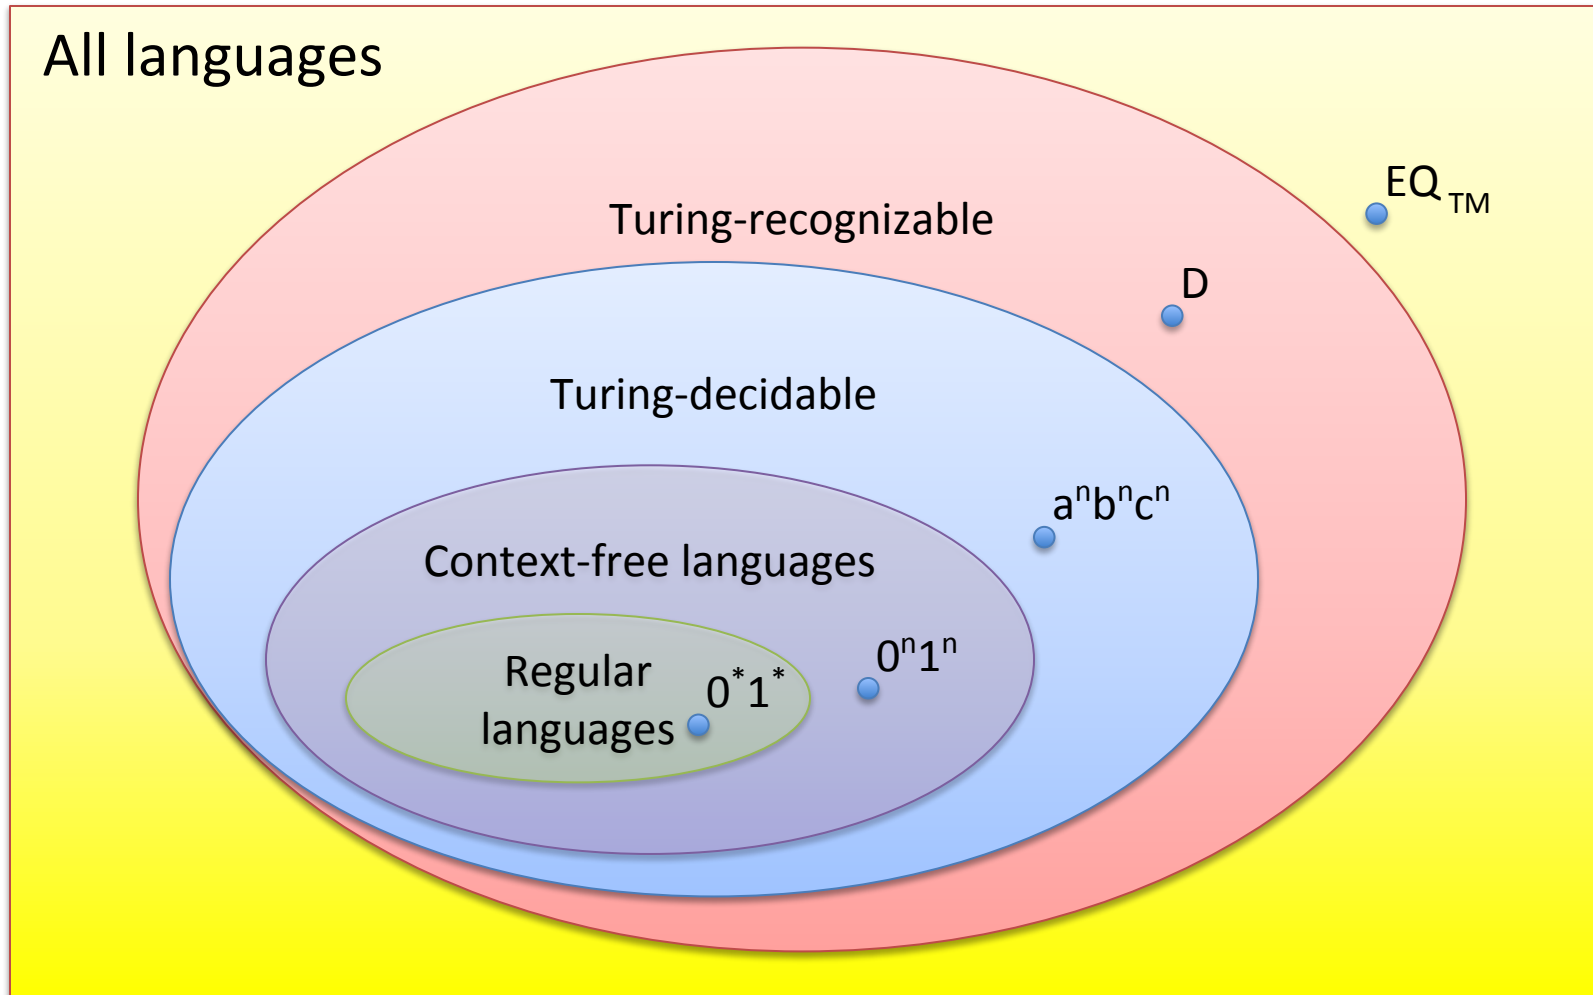 All languages
EQ TM
Turing-recognizable
D
Turing-decidable
aⁿbⁿcⁿ
Context-free languages
0ⁿ1ⁿ
Regular
languages
0*1*